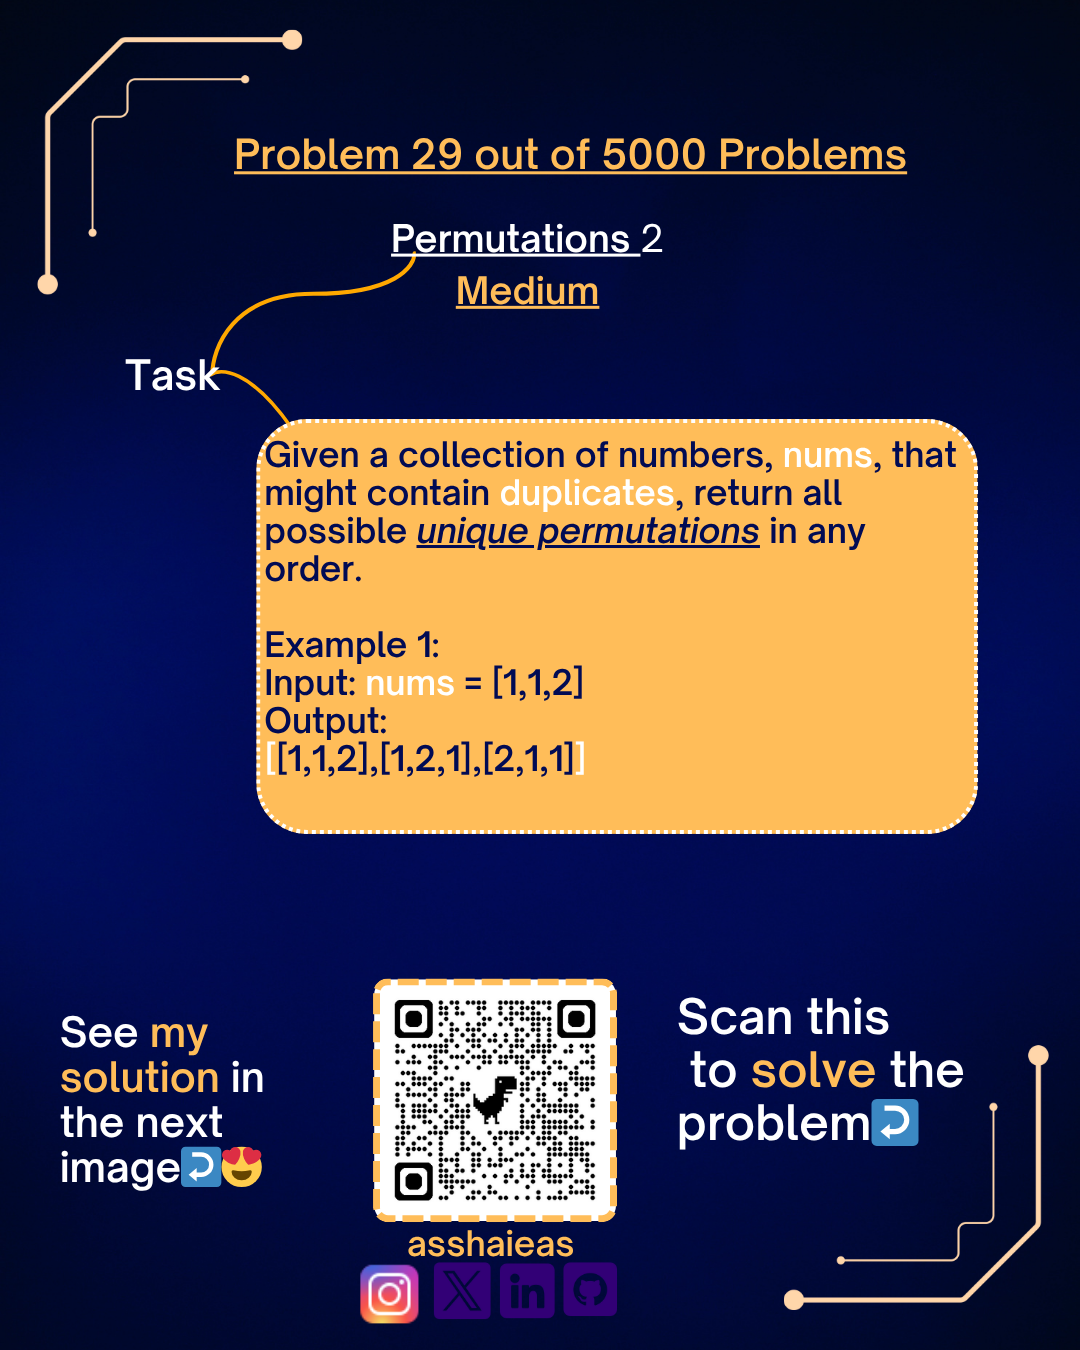 Problem 29 out of 5000 Problems
Permutations 2
Medium
Task
Given a collection of numbers, nums, that
might contain duplicates, return all
possible unique permutations in any
order.
Example 1:
Input: nums = [1,1,2]
Output:
[[1,1,2],[1,2,1],[2,1,1]]
See my
solution in
the next
image
Scan this
to solve the
problem
asshaieas